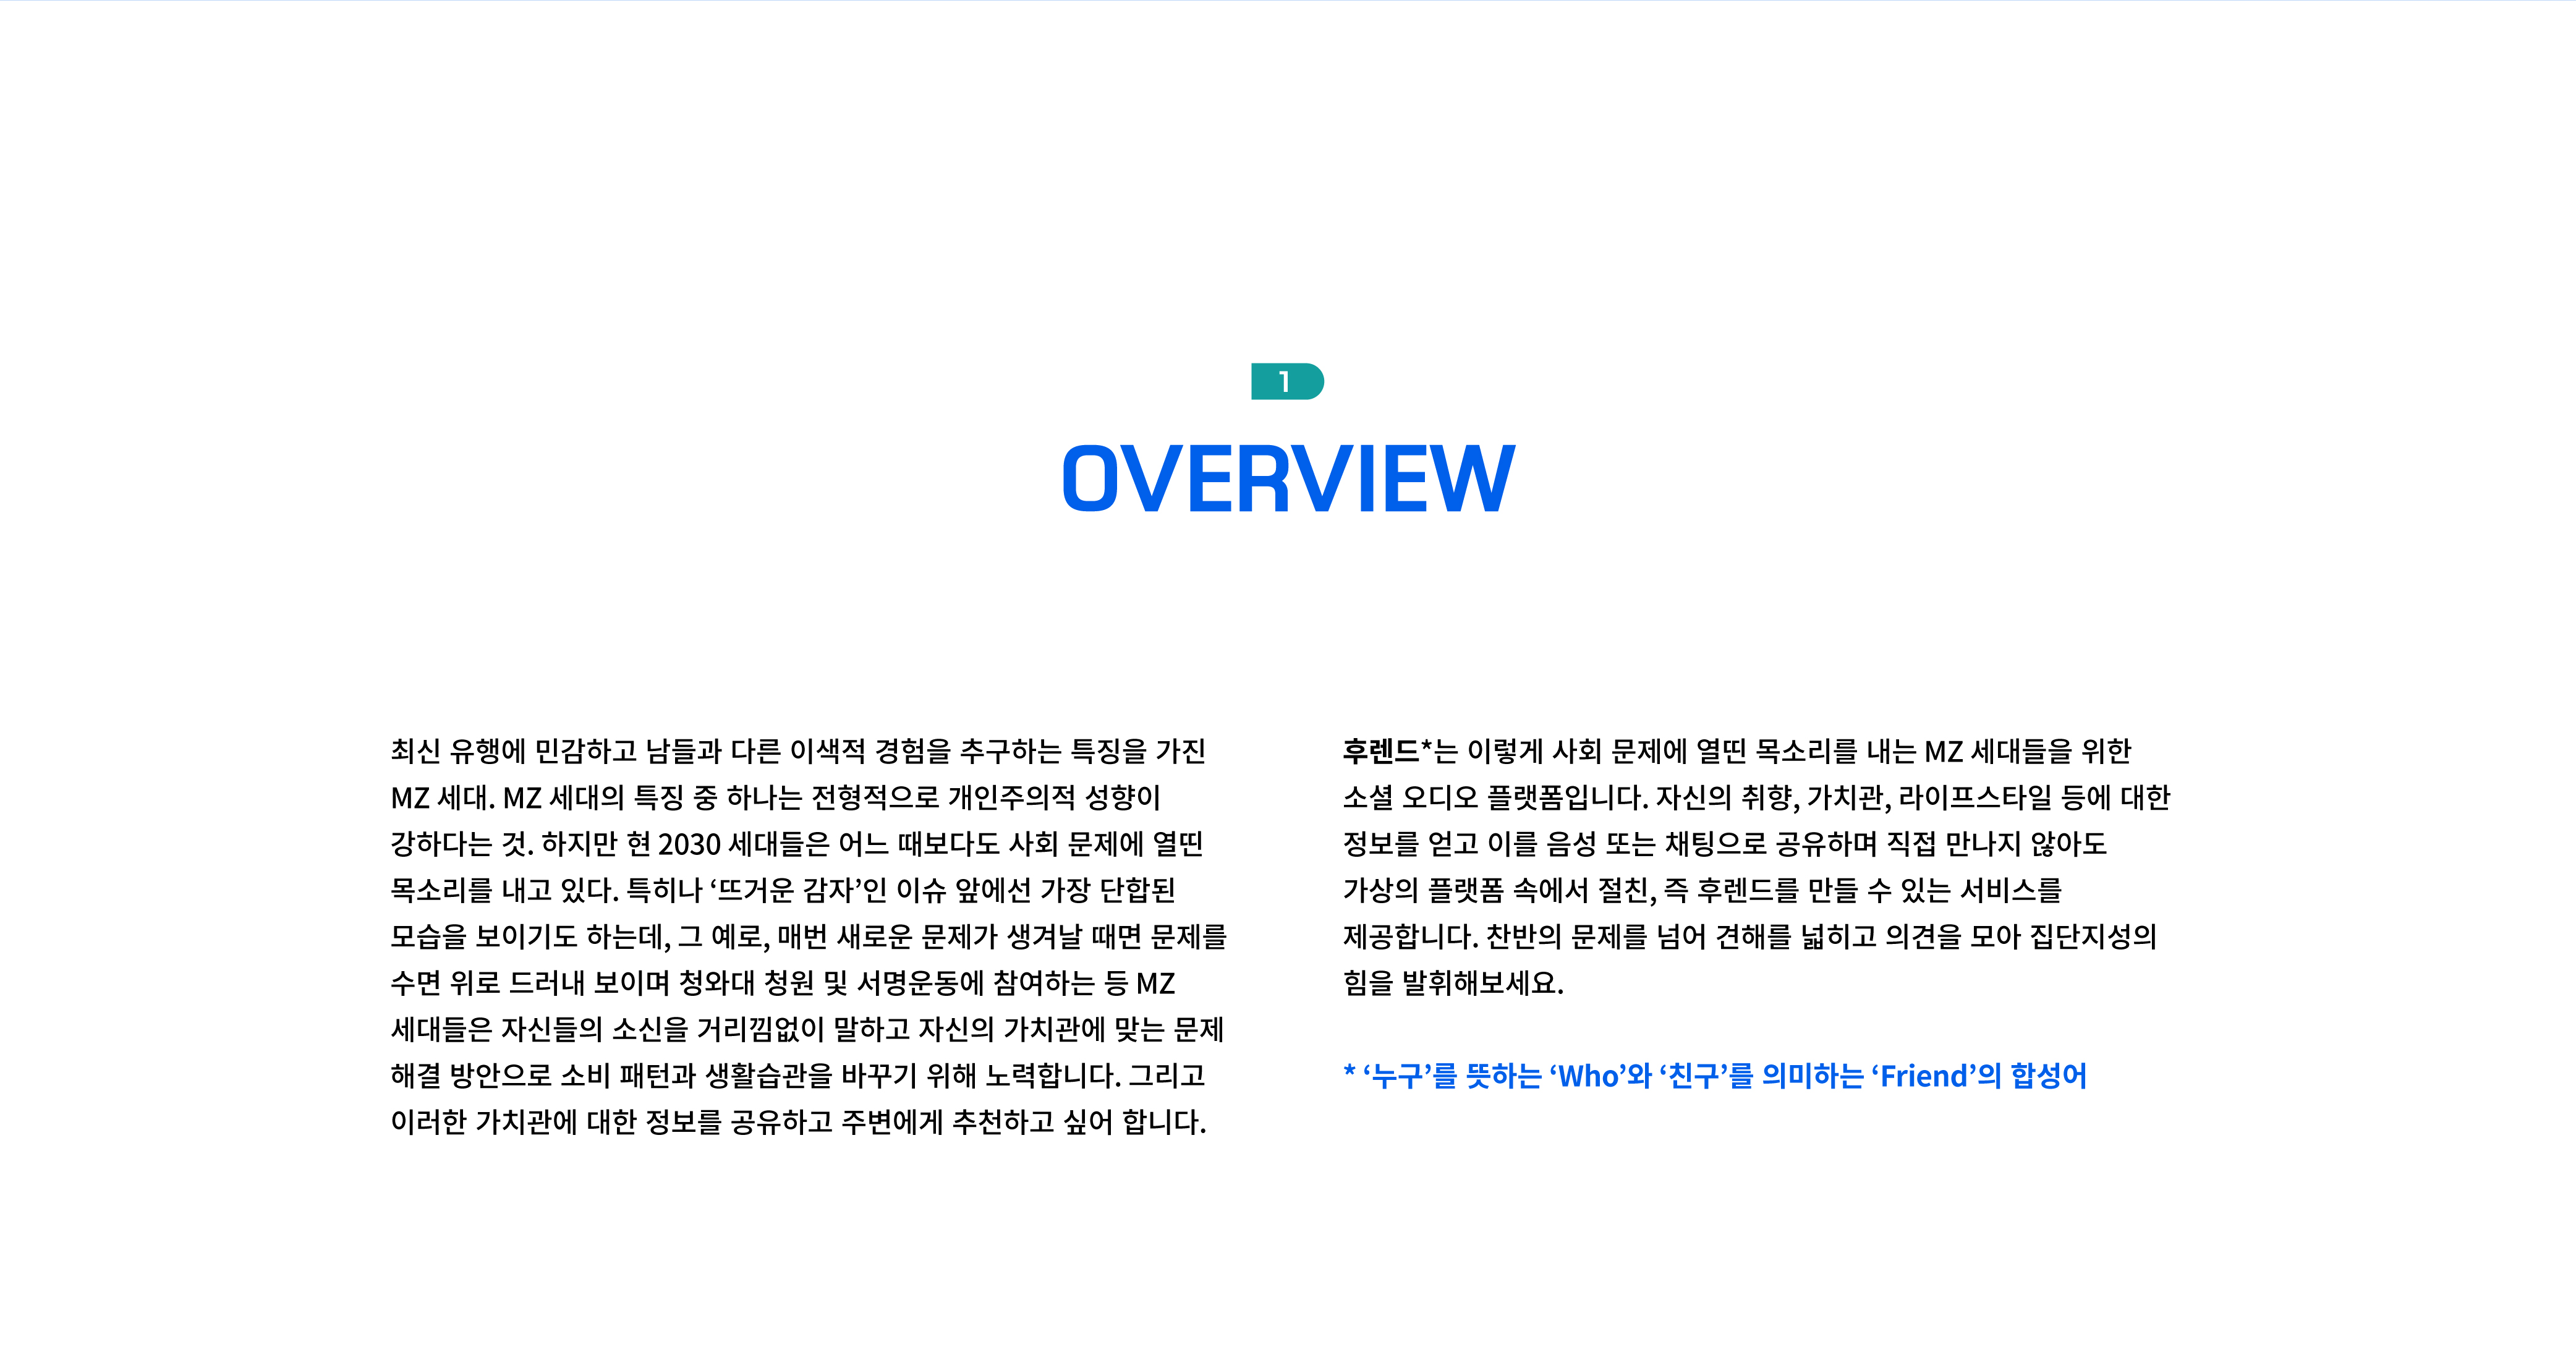 1
OVERVIEW
최신 유행에 민감하고 남들과 다른 이색적 경험을 추구하는 특징을 가진
MZ 세대. MZ 세대의 특징 중 하나는 전형적으로 개인주의적 성향이
강하다는 것. 하지만 현 2030 세대들은 어느 때보다도 사회 문제에 열띤
목소리를 내고 있다. 특히나 ‘뜨거운 감자’인 이슈 앞에선 가장 단합된
모습을 보이기도 하는데, 그 예로, 매번 새로운 문제가 생겨날 때면 문제를
수면 위로 드러내 보이며 청와대 청원 및 서명운동에 참여하는 등 MZ
세대들은 자신들의 소신을 거리낌없이 말하고 자신의 가치관에 맞는 문제
해결 방안으로 소비 패턴과 생활습관을 바꾸기 위해 노력합니다. 그리고
이러한 가치관에 대한 정보를 공유하고 주변에게 추천하고 싶어 합니다.
후렌드*는 이렇게 사회 문제에 열띤 목소리를 내는 MZ 세대들을 위한
소셜 오디오 플랫폼입니다. 자신의 취향, 가치관, 라이프스타일 등에 대한
정보를 얻고 이를 음성 또는 채팅으로 공유하며 직접 만나지 않아도
가상의 플랫폼 속에서 절친, 즉 후렌드를 만들 수 있는 서비스를
제공합니다. 찬반의 문제를 넘어 견해를 넓히고 의견을 모아 집단지성의
힘을 발휘해보세요.
* ‘누구’를 뜻하는 ‘Who’와 ‘친구’를 의미하는 ‘Friend’의 합성어